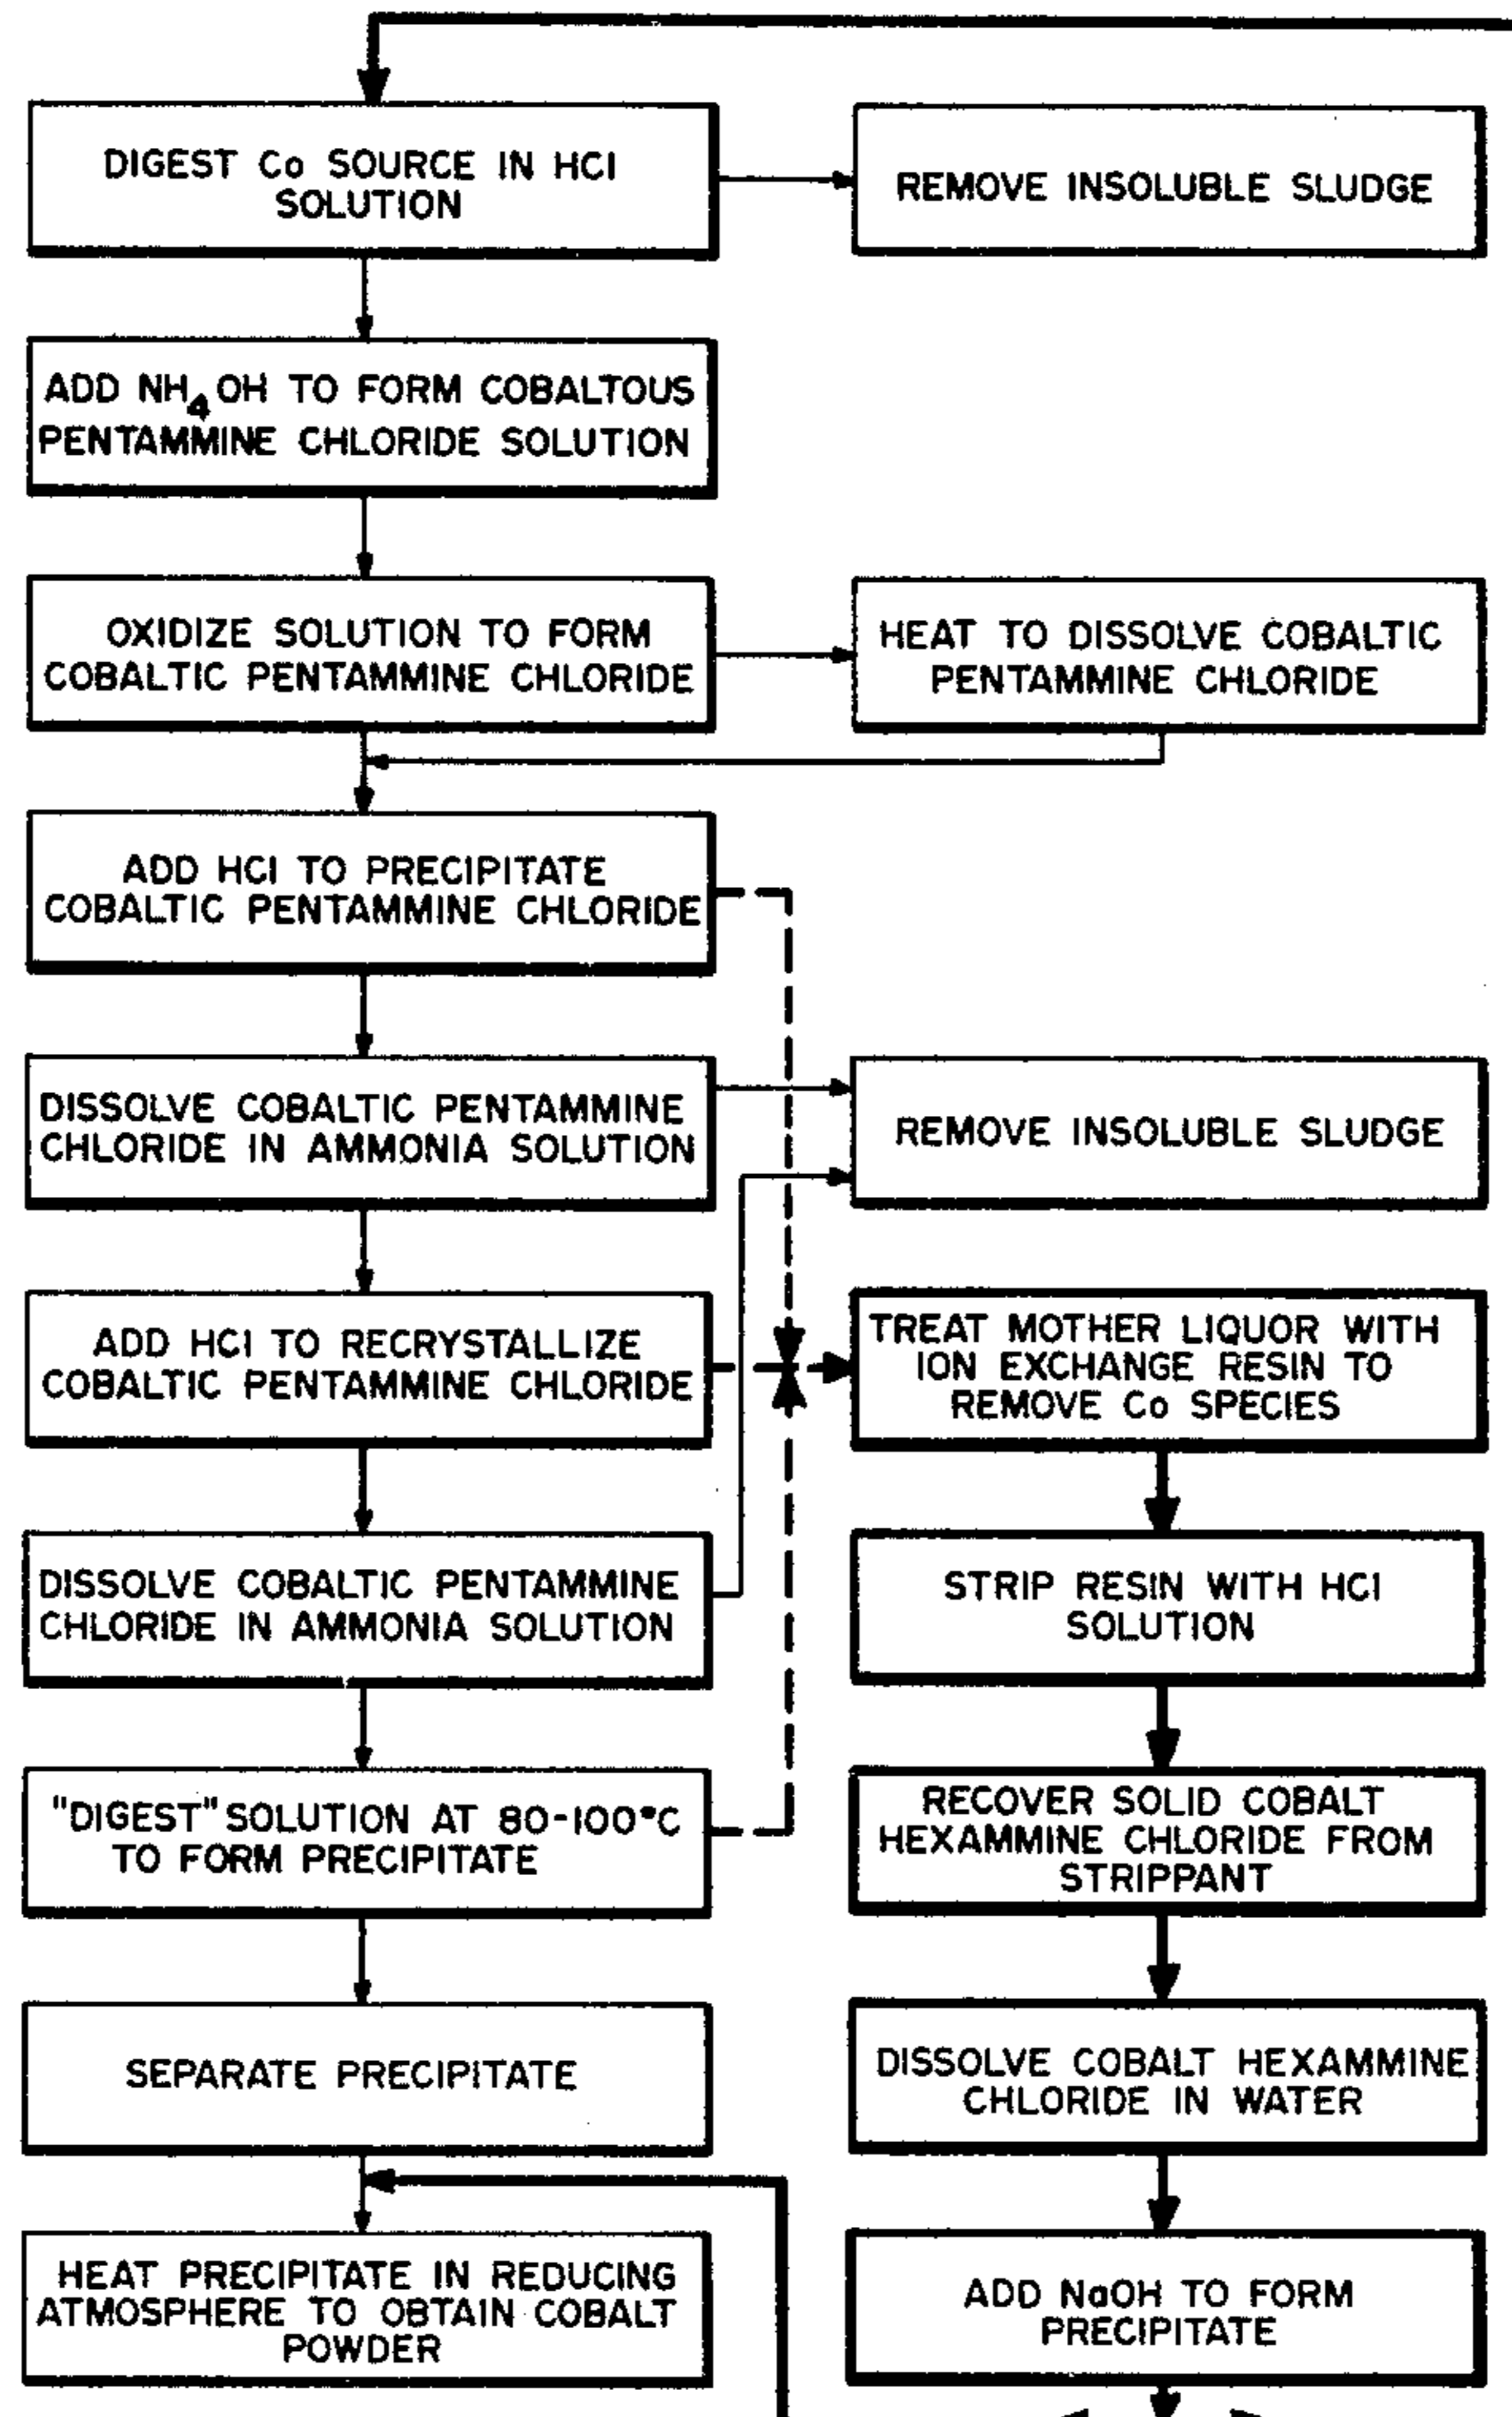 DIGEST Co SOURCE IN HCl
SOLUTION
REMOVE INSOLUBLE SLUDGE
ADD NH4OH TO FORM COBALTOUS
PENTAMMINE CHLORIDE SOLUTION
OXIDIZE SOLUTION TO FORM
COBALTIC PENTAMMINE CHLORIDE
HEAT TO DISSOLVE COBALTIC
PENTAMMINE CHLORIDE
ADD HCl TO PRECIPITATE
COBALTIC PENTAMMINE CHLORIDE
DISSOLVE COBALTIC PENTAMMINE
CHLORIDE IN AMMONIA SOLUTION
REMOVE INSOLUBLE SLUDGE
ADD HCl TO RECRYSTALLIZE
COBALTIC PENTAMMINE CHLORIDE
TREAT MOTHER LIQUOR WITH
ION EXCHANGE RESIN TO
REMOVE Co SPECIES
DISSOLVE COBALTIC PENTAMMINE
CHLORIDE IN AMMONIA SOLUTION
STRIP RESIN WITH HCl
SOLUTION
"DIGEST" SOLUTION AT 80-100°C
TO FORM PRECIPITATE
RECOVER SOLID COBALT
HEXAMMINE CHLORIDE FROM
STRIPPANT
SEPARATE PRECIPITATE
DISSOLVE COBALT HEXAMMINE
CHLORIDE IN WATER
HEAT PRECIPITATE IN REDUCING
ATMOSPHERE TO OBTAIN COBALT
POWDER
ADD NaOH TO FORM
PRECIPITATE